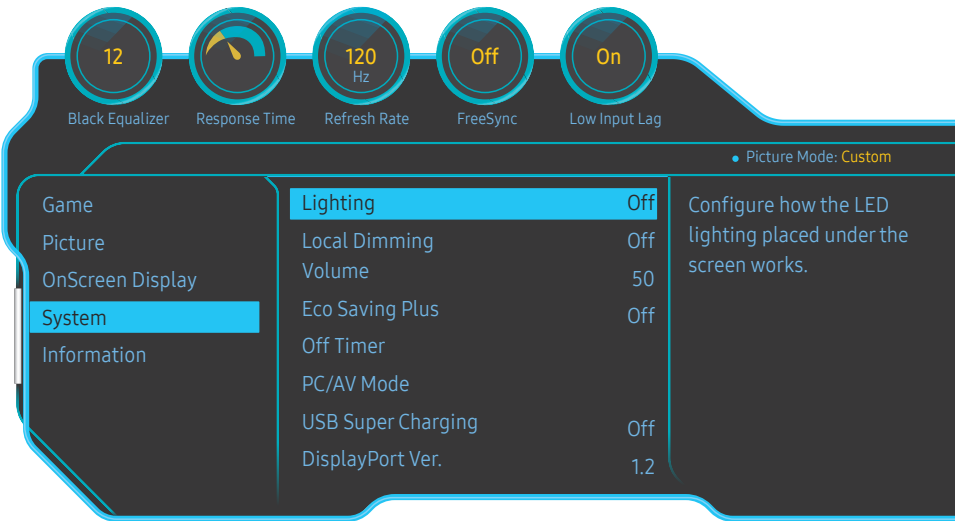 12
120
Hz
Off
On
Black Equalizer
Response Time
Refresh Rate
FreeSync
Low Input Lag
Picture Mode: Custom
Game
Picture
OnScreen Display
System
Information
Lighting Off
Local Dimming Off
Volume 50
Eco Saving Plus Off
Off Timer
PC/AV Mode
USB Super Charging Off
DisplayPort Ver. 1.2
Configure how the LED
lighting placed under the
screen works.